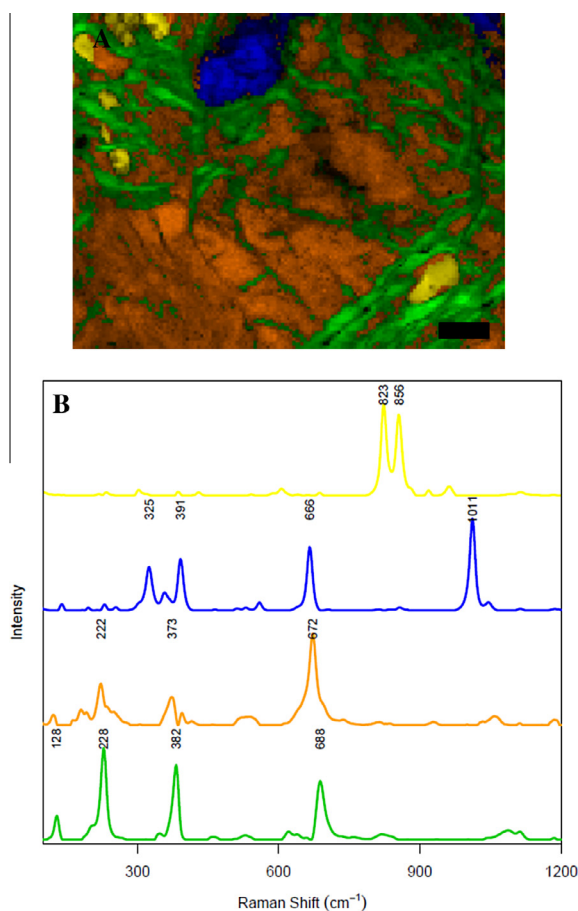 A
B
823 856
325 391 666 1011
222 373 672
128 228 382 688
Intensity
300 600 900 1200
Raman Shift (cm⁻¹)